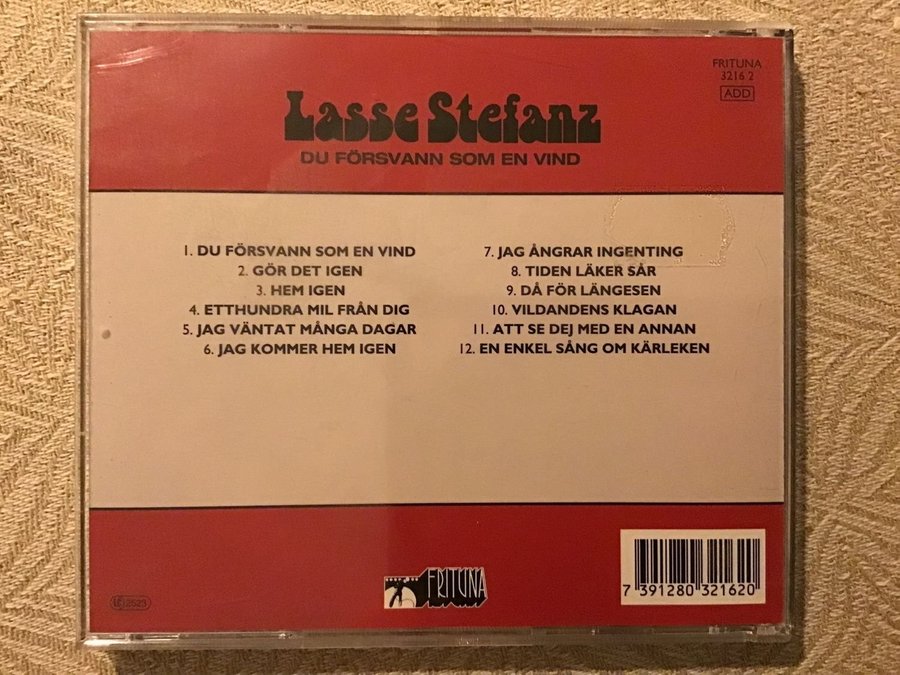 FRITUNA
3216 2
ADD
Lasse Stefanz
DU FÖRSVANN SOM EN VIND
1. DU FÖRSVANN SOM EN VIND
2. GÖR DET IGEN
3. HEM IGEN
4. ETTHUNDRA MIL FRÅN DIG
5. JAG VÄNTAT MÅNGA DAGAR
6. JAG KOMMER HEM IGEN
7. JAG ÅNGRAR INGENTING
8. TIDEN LÄKER SÅR
9. DÅ FÖR LÄNGESEN
10. VILDANDENS KLAGAN
11. ATT SE DEJ MED EN ANNAN
12. EN ENKEL SÅNG OM KÄRLEKEN
FRITUNA
7 391280 321620